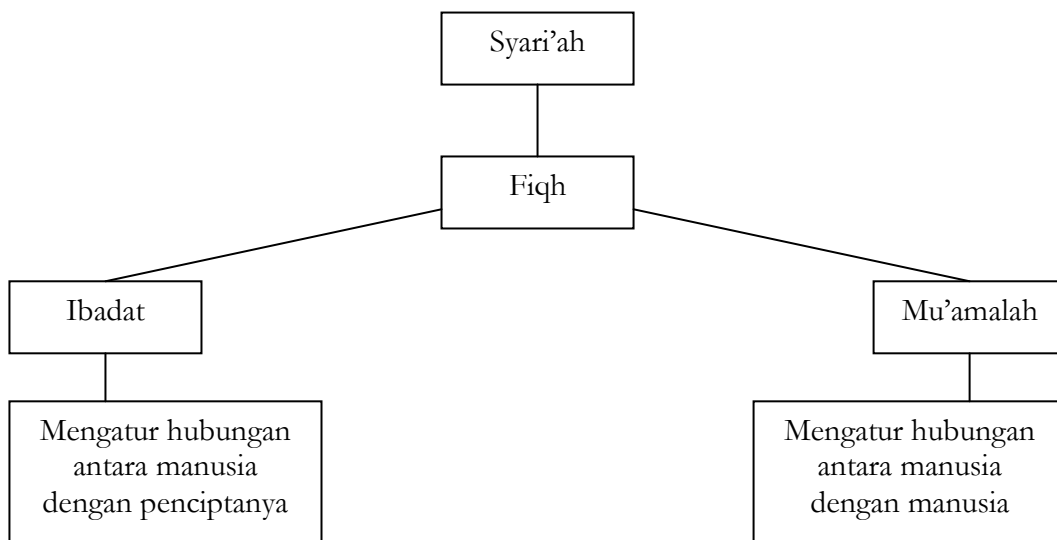 Syari’ah
Fiqh
Ibadat
Mu’amalah
Mengatur hubungan
antara manusia
dengan penciptanya
Mengatur hubungan
antara manusia
dengan manusia